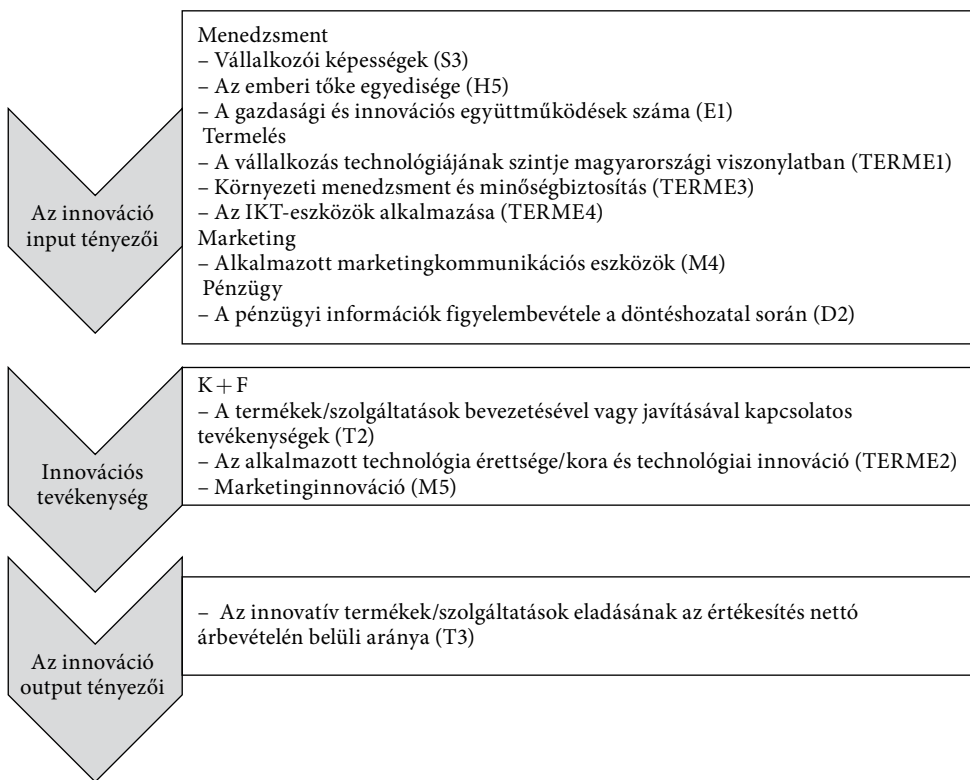 Az innováció
input tényezői
Menedzsment
– Vállalkozói képességek (S3)
– Az emberi tőke egyedisége (H5)
– A gazdasági és innovációs együttműködések száma (E1)
Termelés
– A vállalkozás technológiájának szintje magyarországi viszonylatban (TERME1)
– Környezeti menedzsment és minőségbiztosítás (TERME3)
– Az IKT-eszközök alkalmazása (TERME4)
Marketing
– Alkalmazott marketingkommunikációs eszközök (M4)
Pénzügy
– A pénzügyi információk figyelembevétele a döntéshozatal során (D2)
Innovációs
tevékenység
K + F
– A termékek/szolgáltatások bevezetésével vagy javításával kapcsolatos
tevékenységek (T2)
– Az alkalmazott technológia érettsége/kora és technológiai innováció (TERME2)
– Marketinginnováció (M5)
Az innováció
output tényezői
– Az innovatív termékek/szolgáltatások eladásának az értékesítés nettó
árbevételén belüli aránya (T3)